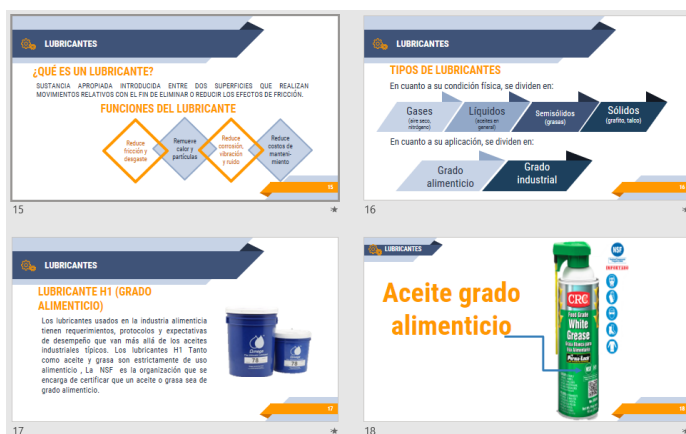 LUBRICANTES
¿QUÉ ES UN LUBRICANTE?
SUSTANCIA APROPIADA INTRODUCIDA ENTRE DOS SUPERFICIES QUE REALIZAN
MOVIMIENTOS RELATIVOS CON EL FIN DE ELIMINAR O REDUCIR LOS EFECTOS DE FRICCIÓN.
FUNCIONES DEL LUBRICANTE
Reduce
fricción y
desgaste
Remueve
calor y
partículas
Reduce
corrosión,
vibración
y ruido
Reduce
costos de
manteni-
miento
15
15
LUBRICANTES
TIPOS DE LUBRICANTES
En cuanto a su condición física, se dividen en:
Gases
(aire seco,
nitrógeno)
Líquidos
(aceites en
general)
Semisólidos
(grasas)
Sólidos
(grafito, talco)
En cuanto a su aplicación, se dividen en:
Grado
alimenticio
Grado
industrial
16
16
LUBRICANTES
LUBRICANTE H1 (GRADO
ALIMENTICIO)
Los lubricantes usados en la industria alimenticia
tienen requerimientos, protocolos y expectativas
de desempeño que van más allá de los aceites
industriales típicos. Los lubricantes H1 Tanto
como aceite y grasa son estrictamente de uso
alimenticio , La NSF es la organización que se
encarga de certificar que un aceite o grasa sea de
grado alimenticio.
17
17
LUBRICANTES
Aceite grado
alimenticio
NSF
IMPORTADO
CRC
Food Grade
White
Grease
18
18